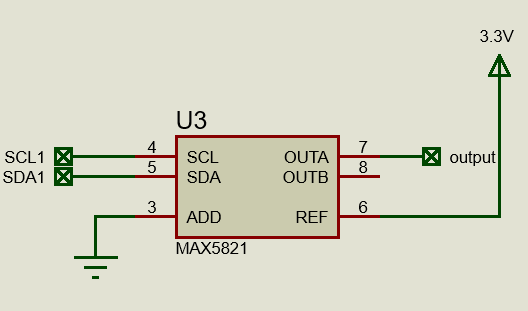 3.3V
U3
SCL1 4 SCL OUTA 7 output
SDA1 5 SDA OUTB 8
3 ADD REF 6
MAX5821